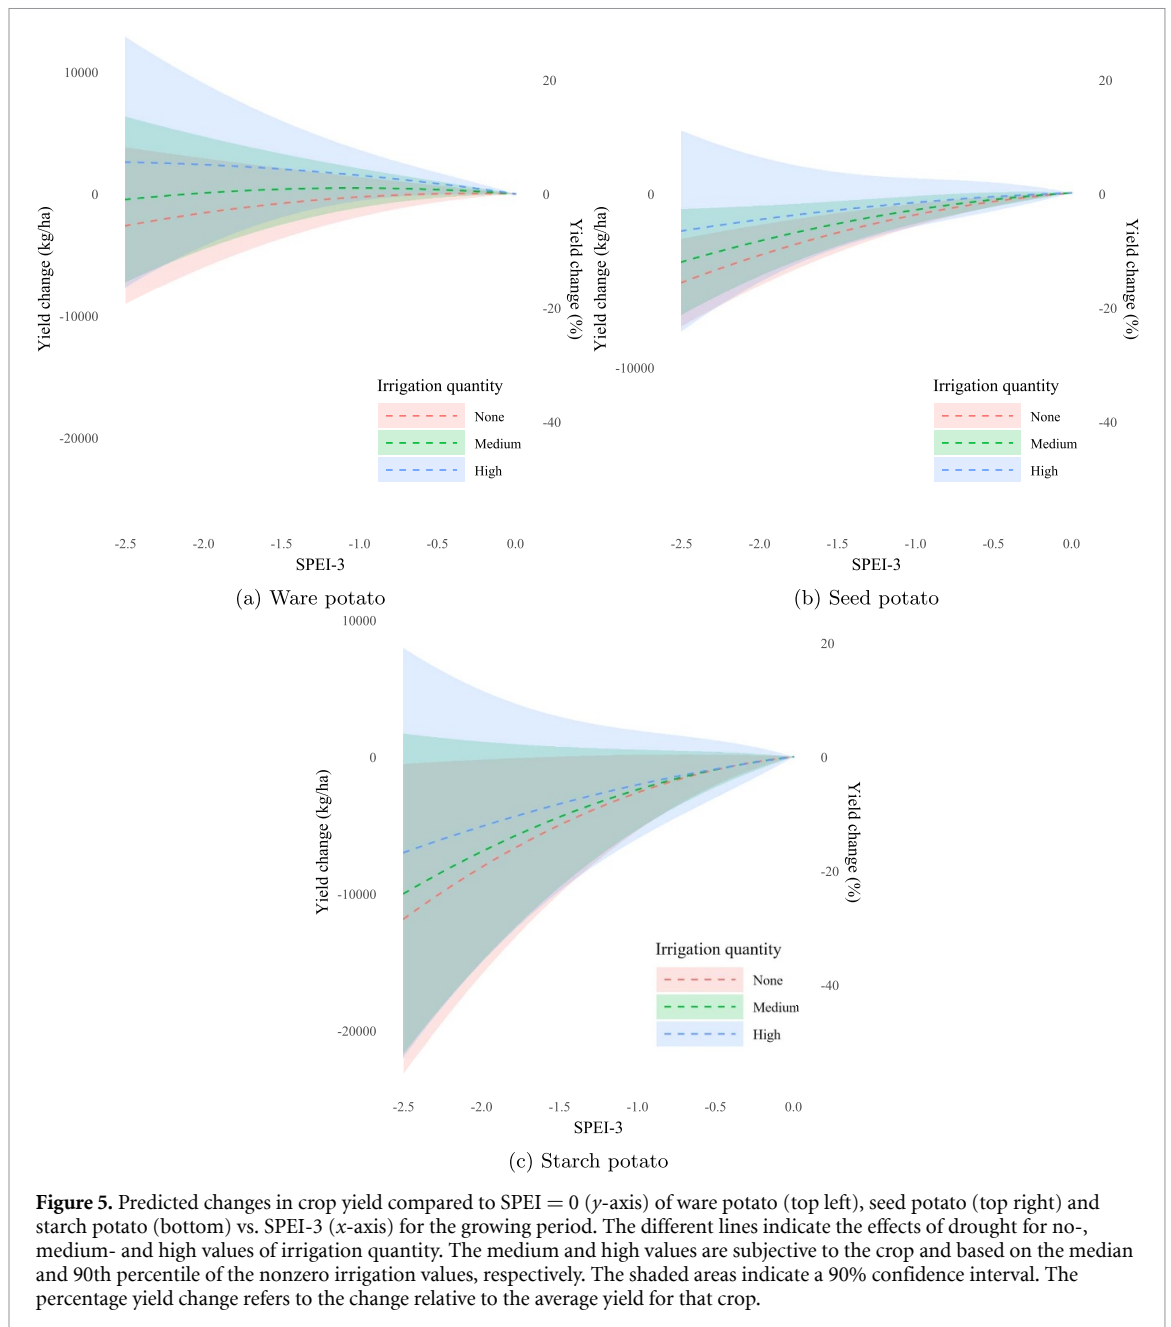 10000
0
-10000
-20000
Yield change (kg/ha)
20
0
-20
-40
Yield change (%)
Irrigation quantity
None
Medium
High
-2.5 -2.0 -1.5 -1.0 -0.5 0.0
SPEI-3
(a) Ware potato
0
-10000
Yield change (kg/ha)
20
0
-20
-40
Yield change (%)
Irrigation quantity
None
Medium
High
-2.5 -2.0 -1.5 -1.0 -0.5 0.0
SPEI-3
(b) Seed potato
10000
0
-10000
-20000
Yield change (kg/ha)
20
0
-20
-40
Yield change (%)
Irrigation quantity
None
Medium
High
-2.5 -2.0 -1.5 -1.0 -0.5 0.0
SPEI-3
(c) Starch potato
Figure 5. Predicted changes in crop yield compared to SPEI = 0 (y-axis) of ware potato (top left), seed potato (top right) and
starch potato (bottom) vs. SPEI-3 (x-axis) for the growing period. The different lines indicate the effects of drought for no-,
medium- and high values of irrigation quantity. The medium and high values are subjective to the crop and based on the median
and 90th percentile of the nonzero irrigation values, respectively. The shaded areas indicate a 90% confidence interval. The
percentage yield change refers to the change relative to the average yield for that crop.